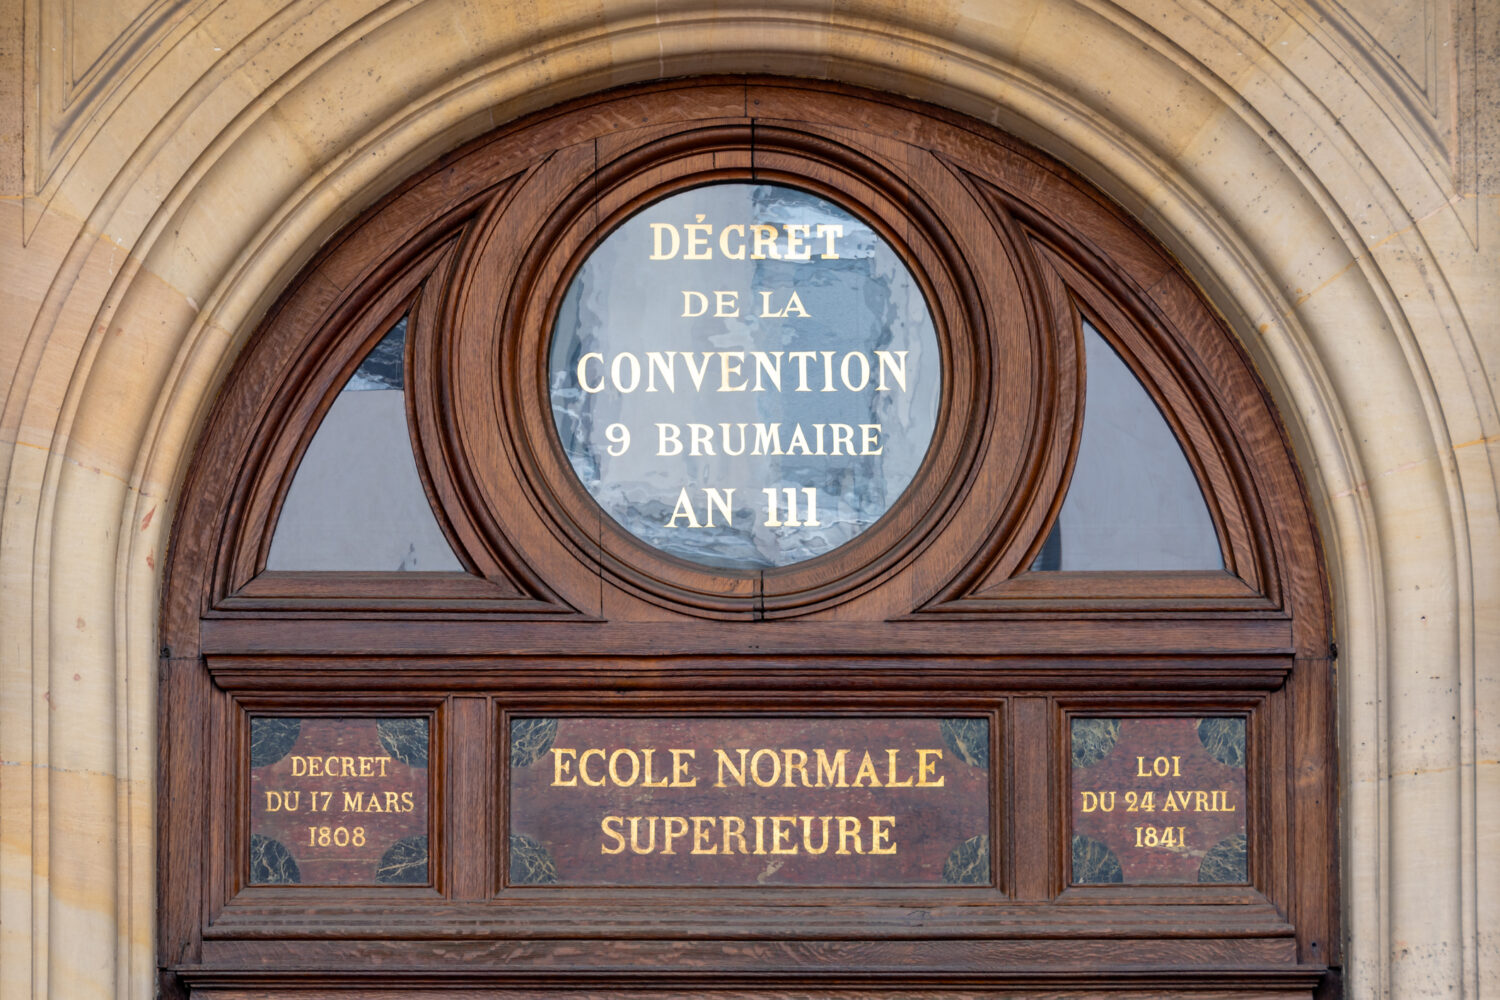 DÉCRET
DE LA
CONVENTION
9 BRUMAIRE
AN III
DECRET
DU 17 MARS
1808
ECOLE NORMALE
SUPERIEURE
LOI
DU 24 AVRIL
1841